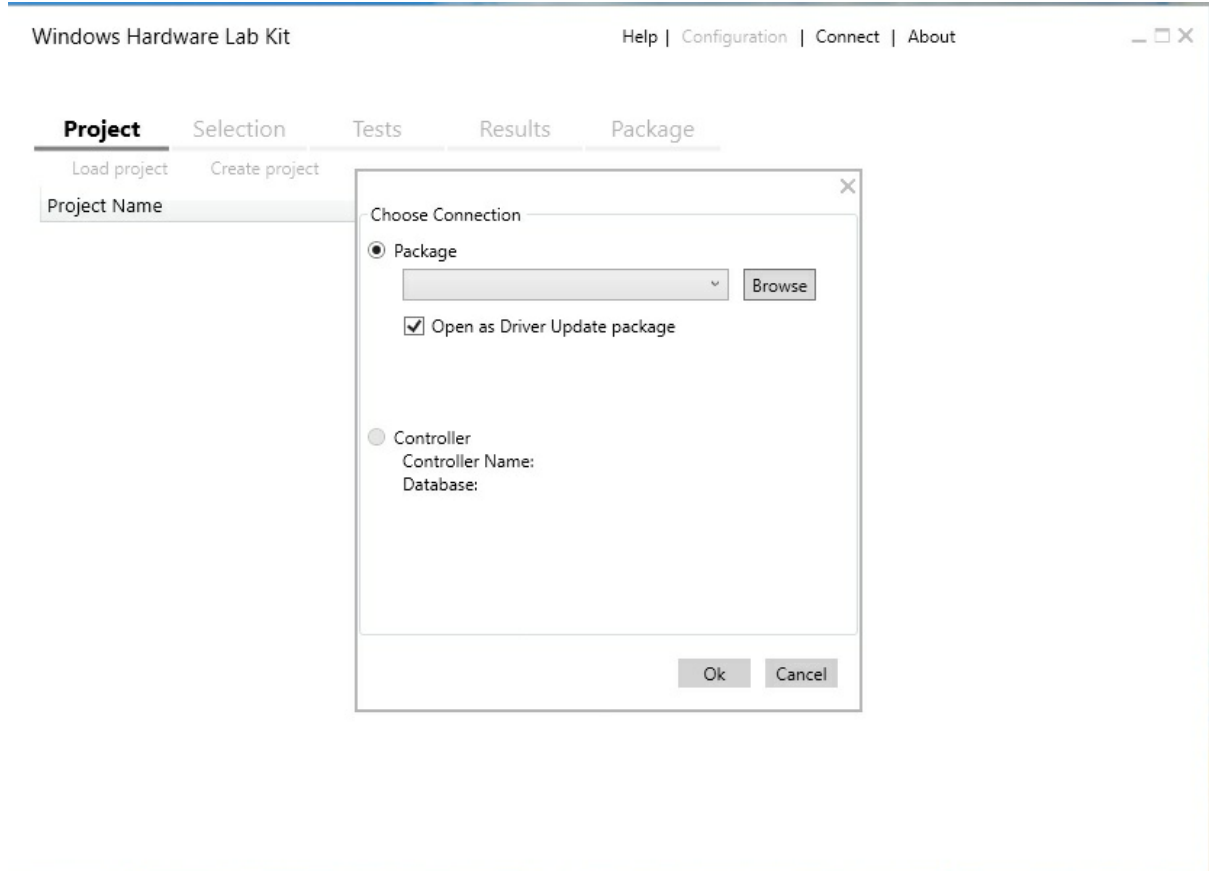 Windows Hardware Lab Kit
Help | Configuration | Connect | About
Project Selection Tests Results Package
Load project Create project
Project Name
Choose Connection
Package
Browse
Open as Driver Update package
Controller
Controller Name:
Database:
Ok Cancel